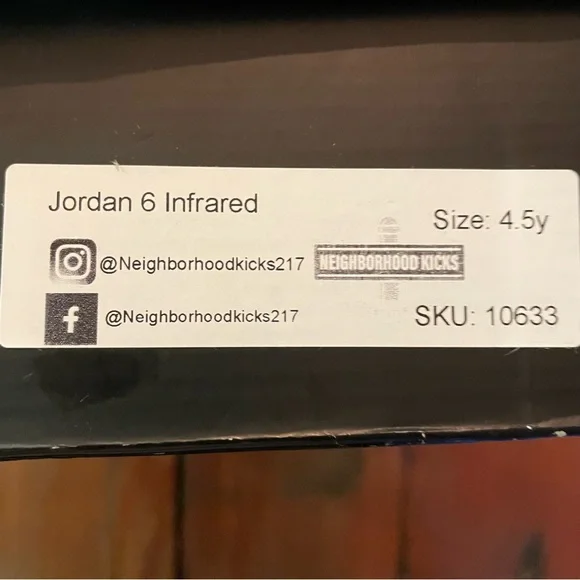 Jordan 6 Infrared
Size: 4.5y
@Neighborhoodkicks217
NEIGHBORHOOD KICKS
@Neighborhoodkicks217
SKU: 10633